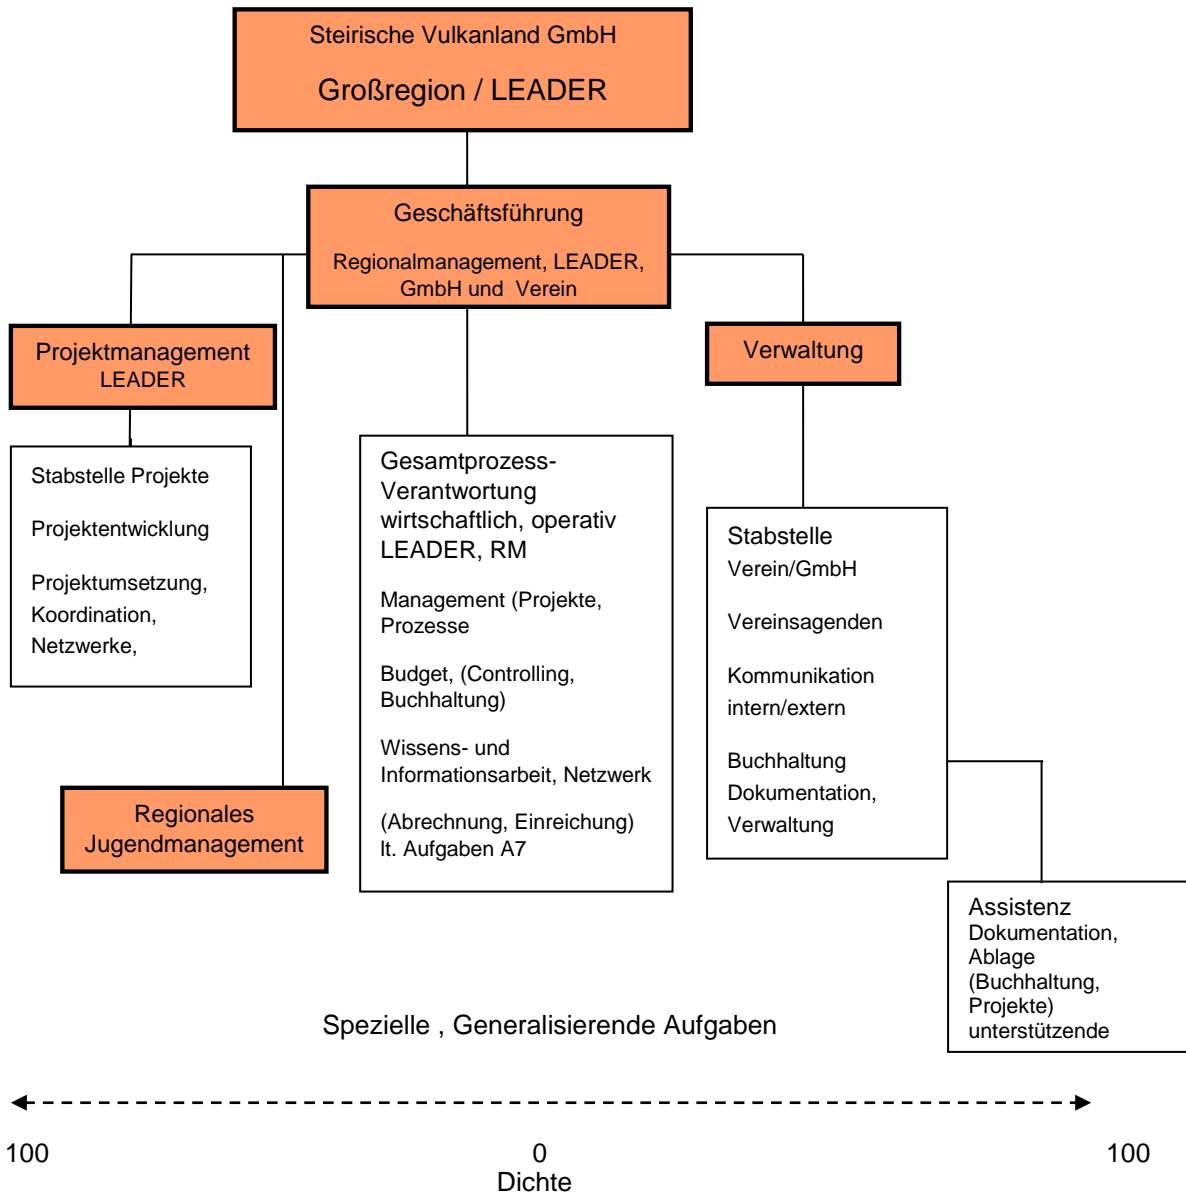 Steirische Vulkanland GmbH
Großregion / LEADER
Geschäftsführung
Regionalmanagement, LEADER,
GmbH und Verein
Projektmanagement
LEADER
Verwaltung
Stabstelle Projekte
Projektentwicklung
Projektumsetzung,
Koordination,
Netzwerke,
Gesamtprozess-
Verantwortung
wirtschaftlich, operativ
LEADER, RM
Management (Projekte,
Prozesse
Budget, (Controlling,
Buchhaltung)
Wissens- und
Informationsarbeit, Netzwerk
(Abrechnung, Einreichung)
lt. Aufgaben A7
Stabstelle
Verein/GmbH
Vereinsagenden
Kommunikation
intern/extern
Buchhaltung
Dokumentation,
Verwaltung
Regionales
Jugendmanagement
Assistenz
Dokumentation,
Ablage
(Buchhaltung,
Projekte)
unterstützende
Spezielle , Generalisierende Aufgaben
100 0 100
Dichte